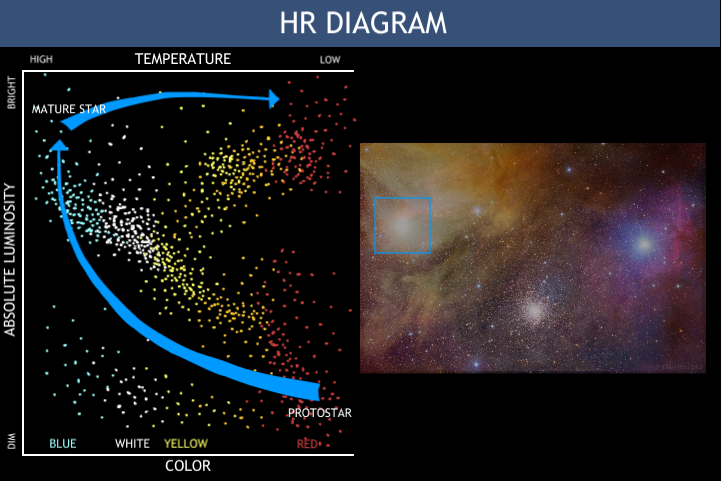 HR DIAGRAM
HIGH
TEMPERATURE
LOW
BRIGHT
MATURE STAR
ABSOLUTE LUMINOSITY
PROTOSTAR
DIM
BLUE
WHITE
YELLOW
RED
COLOR